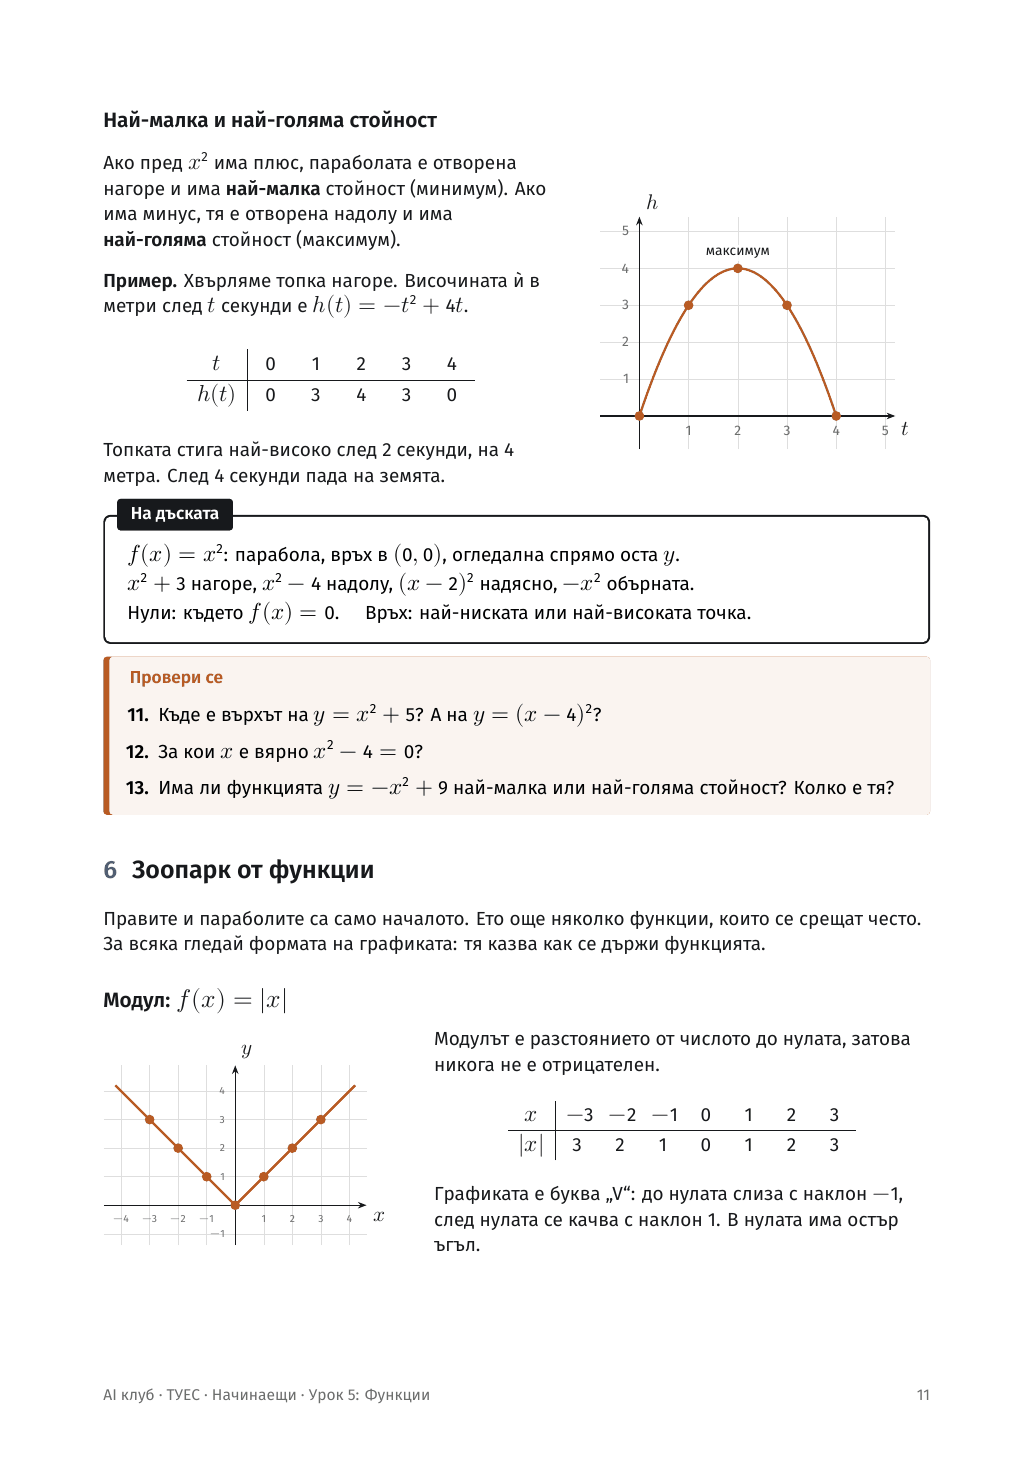 Най-малка и най-голяма стойност
Ако пред x² има плюс, параболата е отворена
нагоре и има най-малка стойност (минимум). Ако
има минус, тя е отворена надолу и има
най-голяма стойност (максимум).
Пример. Хвърляме топка нагоре. Височината ѝ в
метри след t секунди е h(t) = −t² + 4t.
t 0 1 2 3 4
h(t) 0 3 4 3 0
Топката стига най-високо след 2 секунди, на 4
метра. След 4 секунди пада на земята.
h
5
максимум
4
3
2
1
1 2 3 4 5 t
На дъската
f(x) = x²: парабола, връх в (0, 0), огледална спрямо оста y.
x² + 3 нагоре, x² − 4 надолу, (x − 2)² надясно, −x² обърната.
Нули: където f(x) = 0. Връх: най-ниската или най-високата точка.
Провери се
11. Къде е върхът на y = x² + 5? А на y = (x − 4)²?
12. За кои x е вярно x² − 4 = 0?
13. Има ли функцията y = −x² + 9 най-малка или най-голяма стойност? Колко е тя?
6 Зоопарк от функции
Правите и параболите са само началото. Ето още няколко функции, които се срещат често.
За всяка гледай формата на графиката: тя казва как се държи функцията.
Модул: f(x) = |x|
y
4
3
2
1
−4 −3 −2 −1 1 2 3 4 x
−1
Модулът е разстоянието от числото до нулата, затова
никога не е отрицателен.
x −3 −2 −1 0 1 2 3
|x| 3 2 1 0 1 2 3
Графиката е буква „V“: до нулата слиза с наклон −1,
след нулата се качва с наклон 1. В нулата има остър
ъгъл.
AI клуб · ТУЕС · Начинаещи · Урок 5: Функции 11